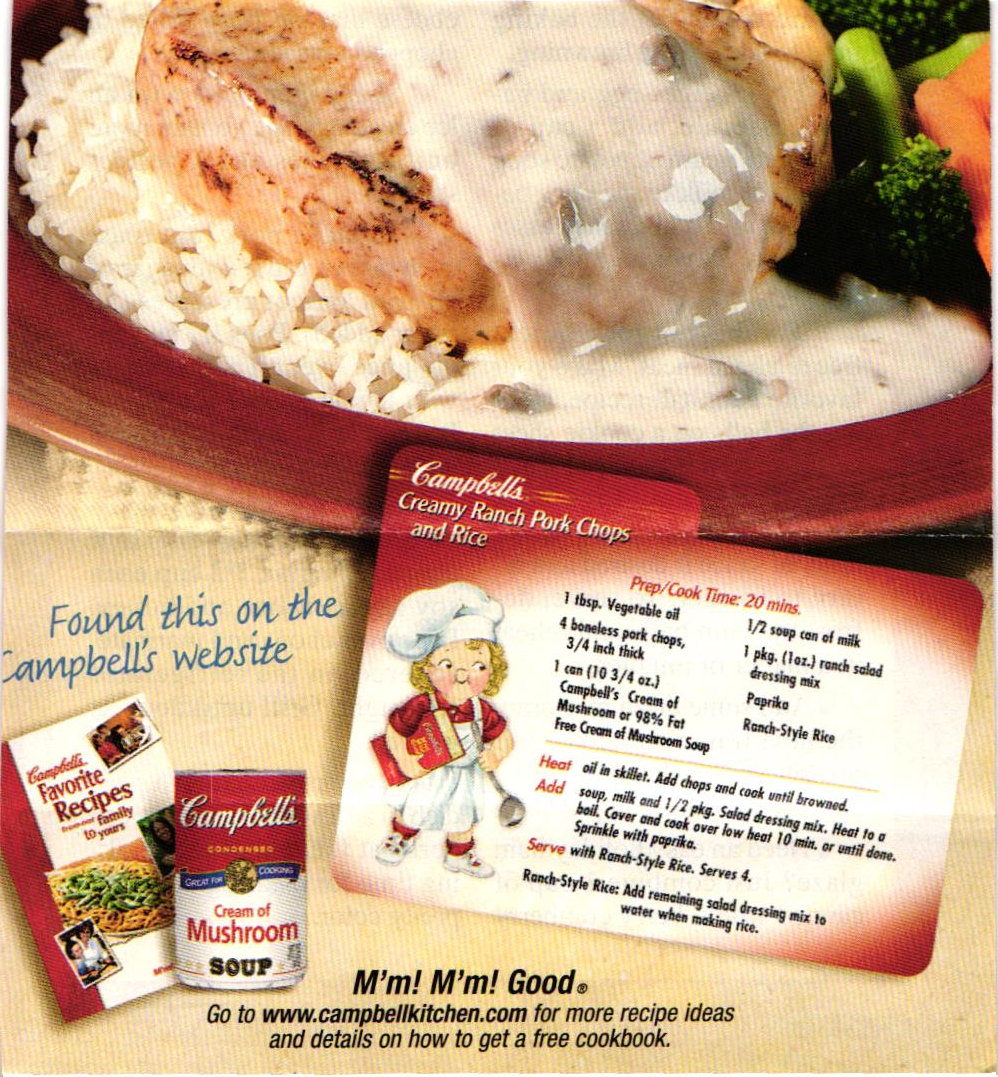 Campbell's
Creamy Ranch Pork Chops
and Rice
Prep/Cook Time: 20 mins.
1 tbsp. Vegetable oil
4 boneless pork chops,
3/4 inch thick
1 can (10 3/4 oz.)
Campbell's Cream of
Mushroom or 98% Fat
Free Cream of Mushroom Soup
1/2 soup can of milk
1 pkg. (1oz.) ranch salad
dressing mix
Paprika
Ranch-Style Rice
Heat oil in skillet. Add chops and cook until browned.
Add soup, milk and 1/2 pkg. Salad dressing mix. Heat to a
boil. Cover and cook over low heat 10 min. or until done.
Sprinkle with paprika.
Serve with Ranch-Style Rice. Serves 4.
Ranch-Style Rice: Add remaining salad dressing mix to
water when making rice.
Found this on the
Campbell's website
Campbell's
Favorite
Recipes
from our family
to yours
Campbell's
CONDENSED
GREAT FOR COOKING
Cream of
Mushroom
SOUP
M'm! M'm! Good®
Go to www.campbellkitchen.com for more recipe ideas
and details on how to get a free cookbook.